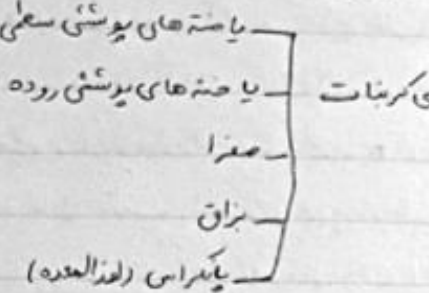 یاخته های پوششی سطحی
یاخته های پوششی روده
ی کربنات
صفرا
بزاق
پانکراس (لوزالمعده)